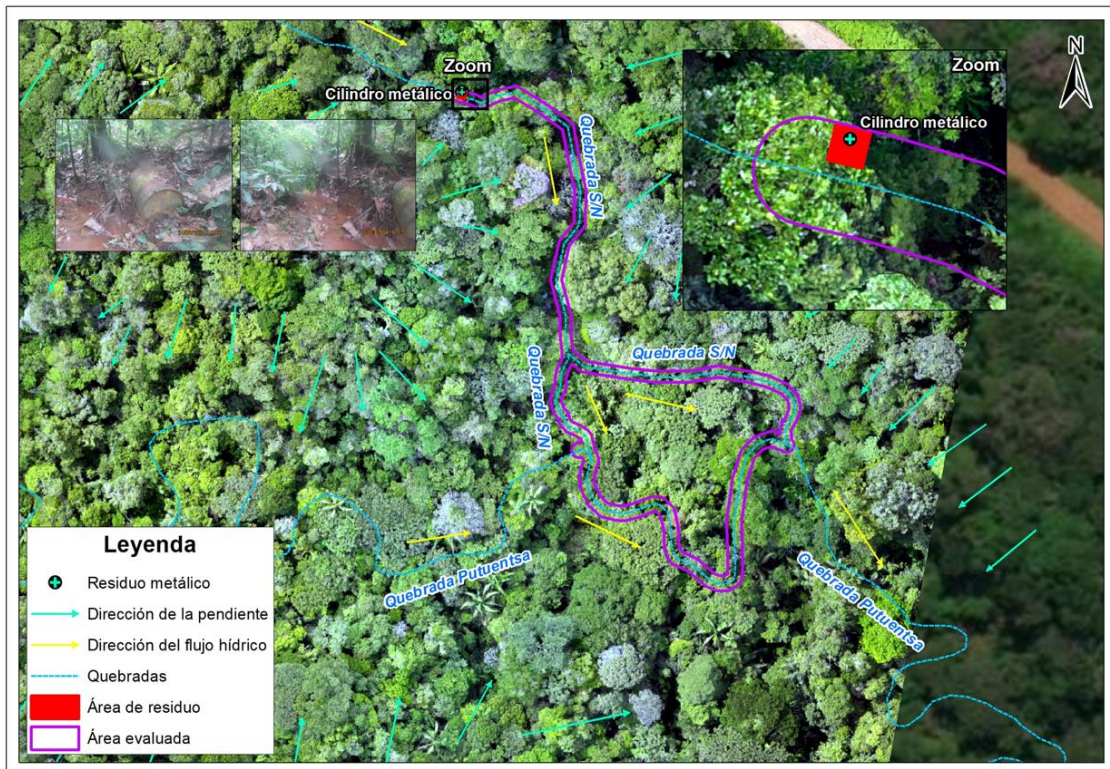 Zoom
Cilindro metálico
Zoom
Cilindro metálico
N
Quebrada S/N
Quebrada S/N
Quebrada S/N
Quebrada Putuentsa
Quebrada Putuentsa
Leyenda
Residuo metálico
Dirección de la pendiente
Dirección del flujo hídrico
Quebradas
Área de residuo
Área evaluada